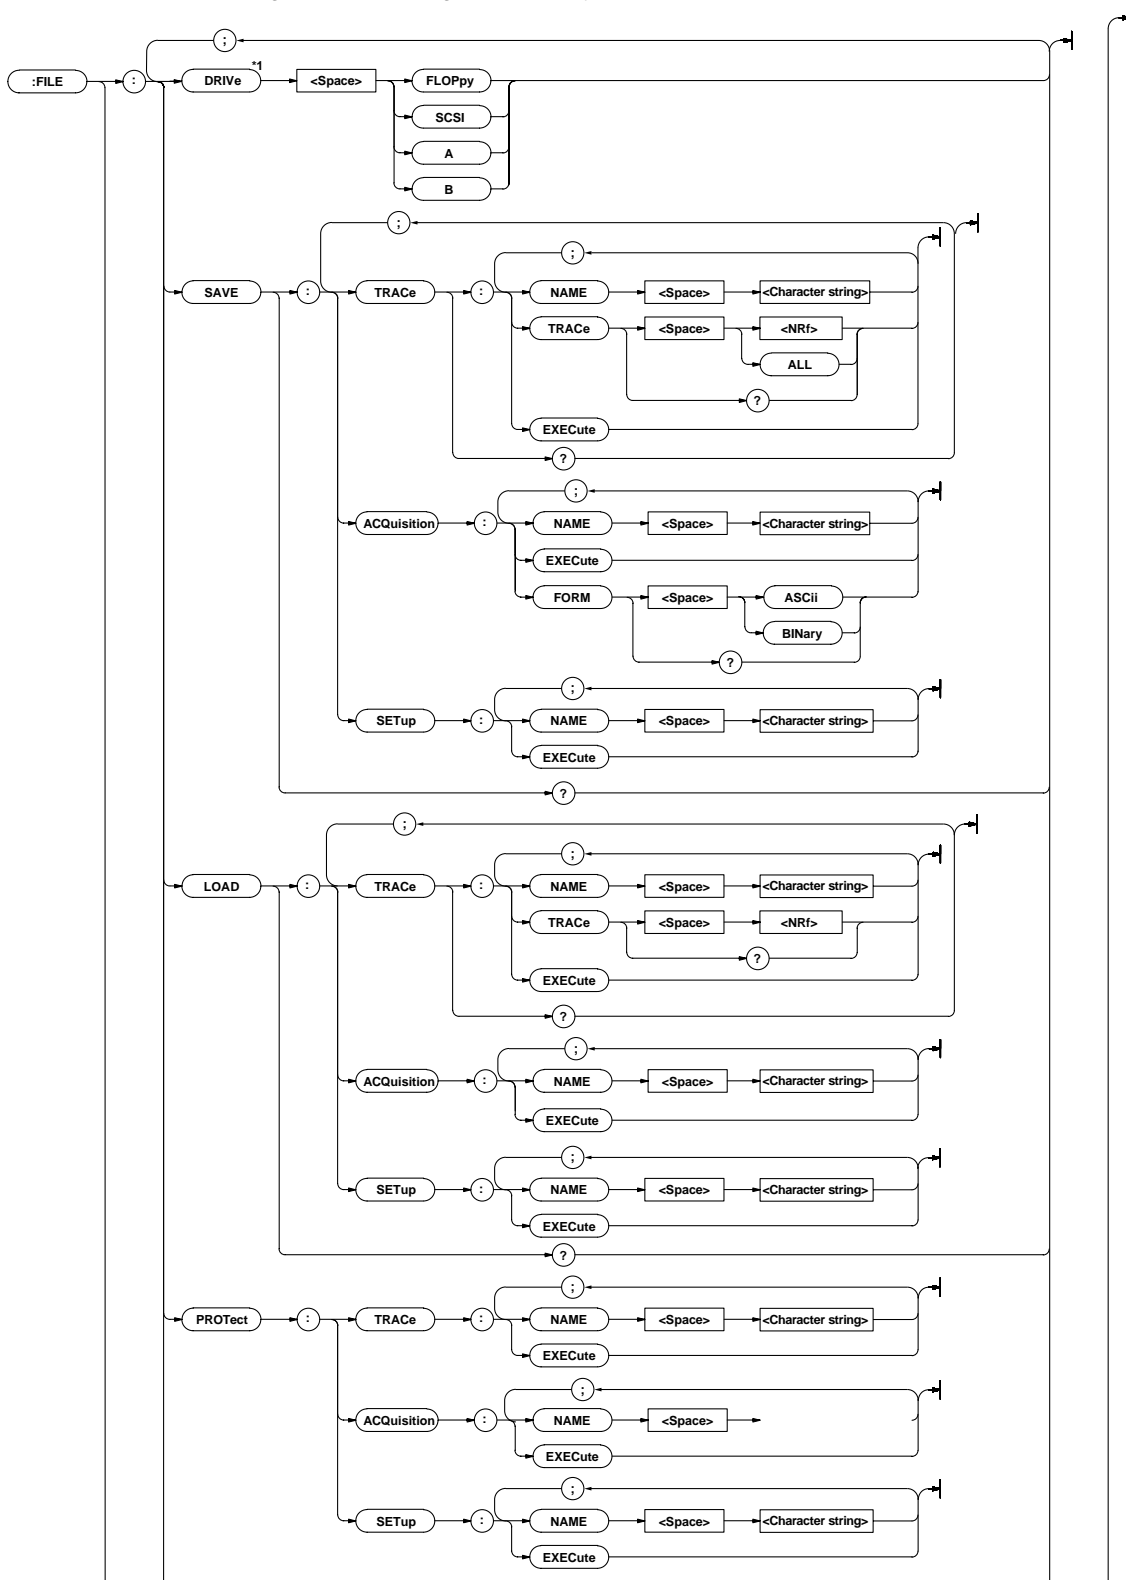 ;
:FILE : DRIVe *1 <Space> FLOPpy
SCSI
A
B
;
;
SAVE : TRACe : NAME <Space> <Character string>
TRACe <Space> <NRf>
ALL
?
EXECute
?
;
ACQuisition : NAME <Space> <Character string>
EXECute
FORM <Space> ASCii
BINary
?
;
SETup : NAME <Space> <Character string>
EXECute
?
;
;
LOAD : TRACe : NAME <Space> <Character string>
TRACe <Space> <NRf>
?
EXECute
?
;
ACQuisition : NAME <Space> <Character string>
EXECute
;
SETup : NAME <Space> <Character string>
EXECute
?
;
PROTect : TRACe : NAME <Space> <Character string>
EXECute
;
ACQuisition : NAME <Space>
EXECute
;
SETup : NAME <Space> <Character string>
EXECute